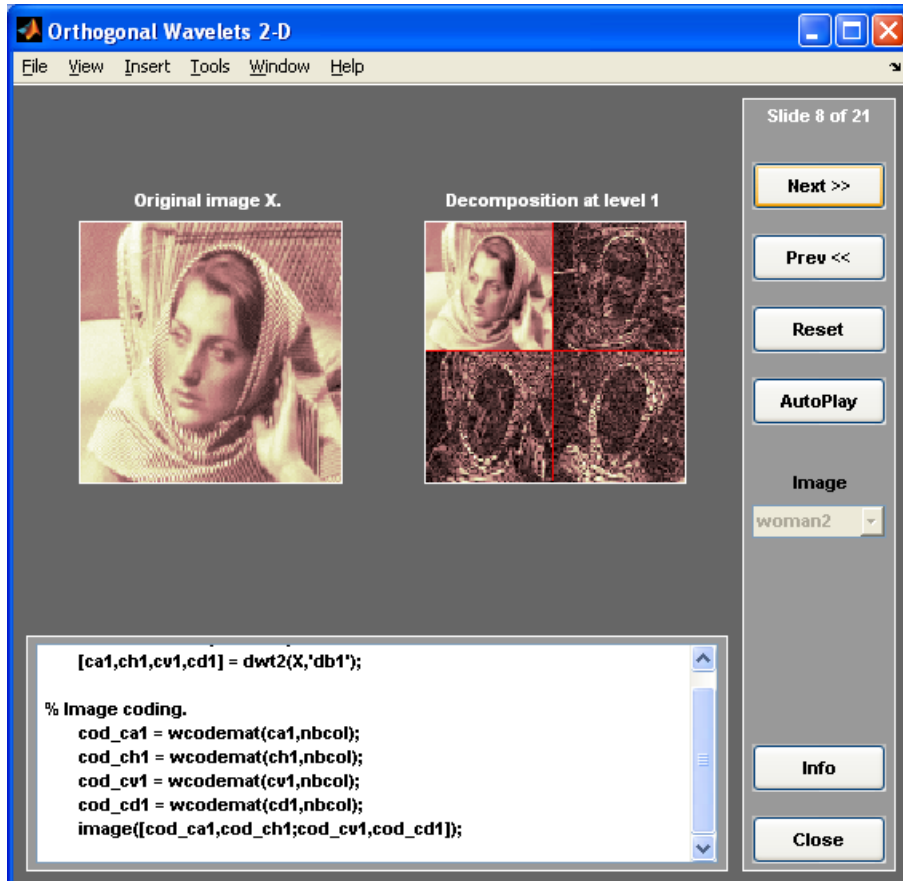 Orthogonal Wavelets 2-D
File View Insert Tools Window Help
Slide 8 of 21
Next >>
Prev <<
Reset
AutoPlay
Image
woman2
Info
Close
Original image X.
Decomposition at level 1
[ca1,ch1,cv1,cd1] = dwt2(X,'db1');
% Image coding.
cod_ca1 = wcodemat(ca1,nbcol);
cod_ch1 = wcodemat(ch1,nbcol);
cod_cv1 = wcodemat(cv1,nbcol);
cod_cd1 = wcodemat(cd1,nbcol);
image([cod_ca1,cod_ch1;cod_cv1,cod_cd1]);